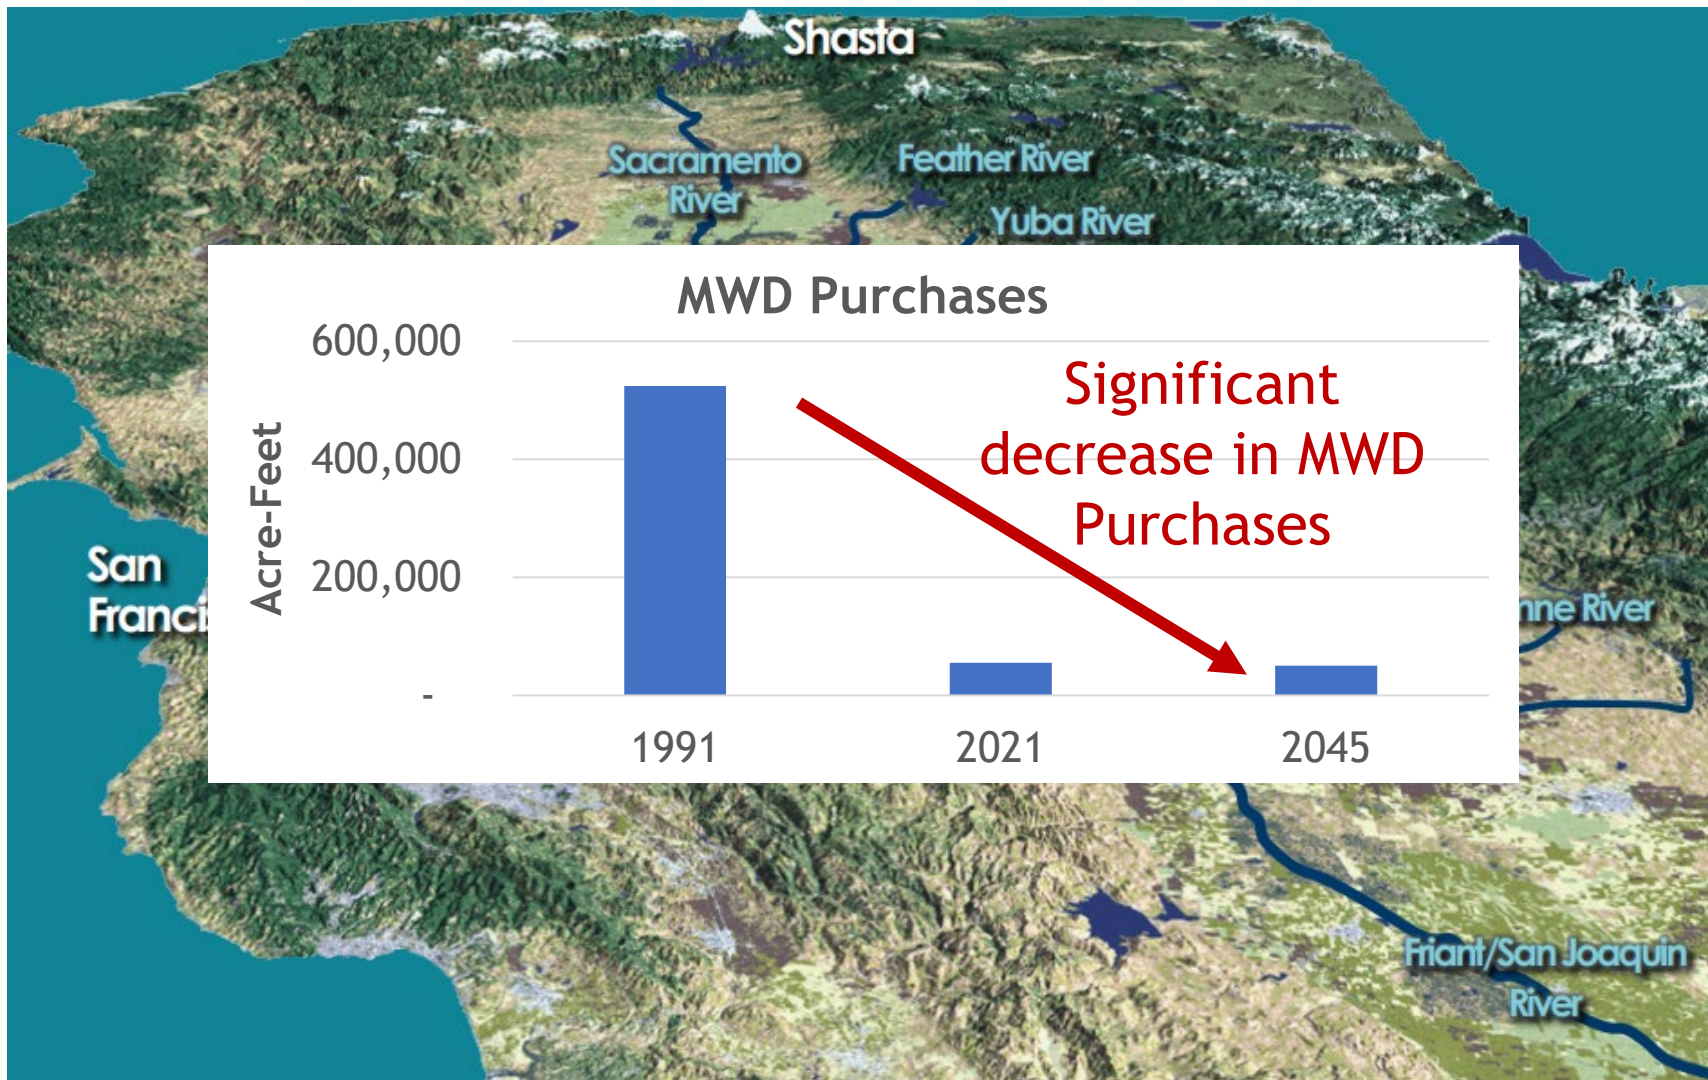 Shasta
Sacramento
River
Feather River
Yuba River
MWD Purchases
600,000
400,000
200,000
-
Acre-Feet
Significant
decrease in MWD
Purchases
1991
2021
2045
San
Friant/San Joaquin
River
River